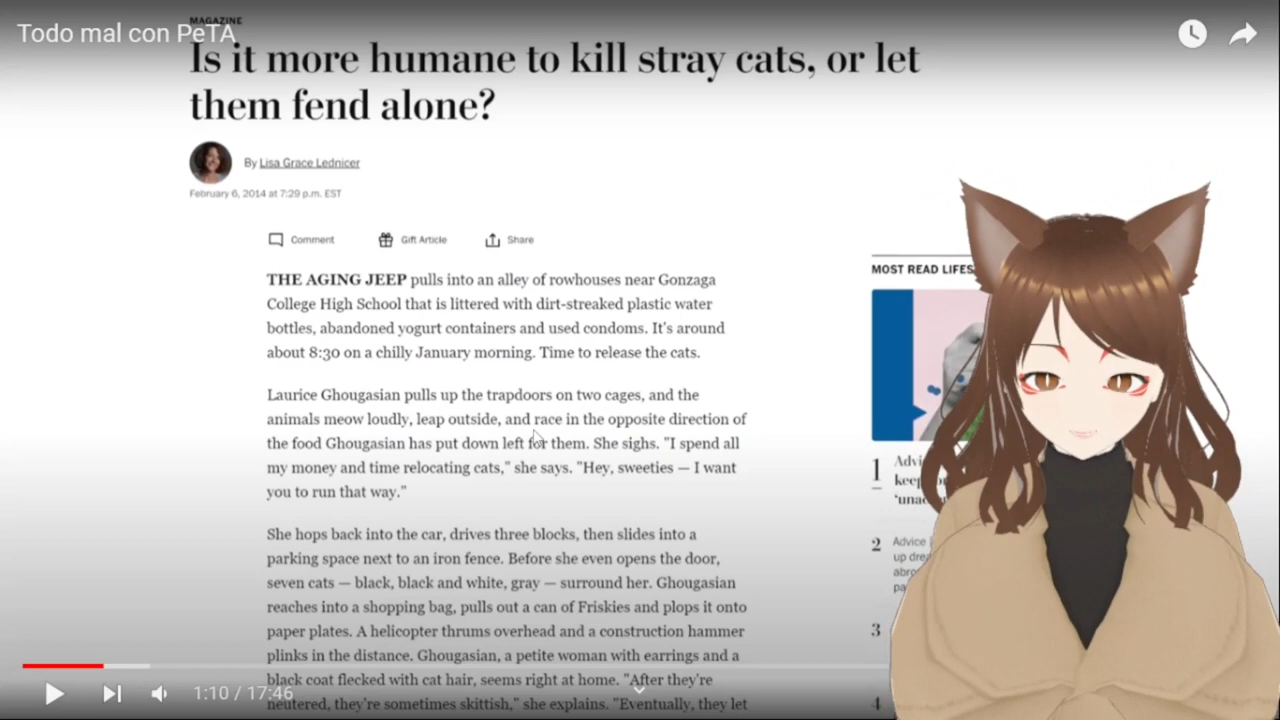 MAGAZINE
Todo mal con PeTA
Is it more humane to kill stray cats, or let
them fend alone?
By Lisa Grace Lednicer
February 6, 2014 at 7:29 p.m. EST
Comment
Gift Article
Share
THE AGING JEEP pulls into an alley of rowhouses near Gonzaga
College High School that is littered with dirt-streaked plastic water
bottles, abandoned yogurt containers and used condoms. It's around
about 8:30 on a chilly January morning. Time to release the cats.
Laurice Ghougasian pulls up the trapdoors on two cages, and the
animals meow loudly, leap outside, and race in the opposite direction of
the food Ghougasian has put down left for them. She sighs. "I spend all
my money and time relocating cats," she says. "Hey, sweeties — I want
you to run that way."
She hops back into the car, drives three blocks, then slides into a
parking space next to an iron fence. Before she even opens the door,
seven cats — black, black and white, gray — surround her. Ghougasian
reaches into a shopping bag, pulls out a can of Friskies and plops it onto
paper plates. A helicopter thrums overhead and a construction hammer
plinks in the distance. Ghougasian, a petite woman with earrings and a
black coat flecked with cat hair, seems right at home. "After they're
neutered, they're sometimes skittish," she explains. "Eventually, they let
MOST READ LIFES
1
Advi
keep
2
Advice
up drea
3
4
1:10 / 17:46